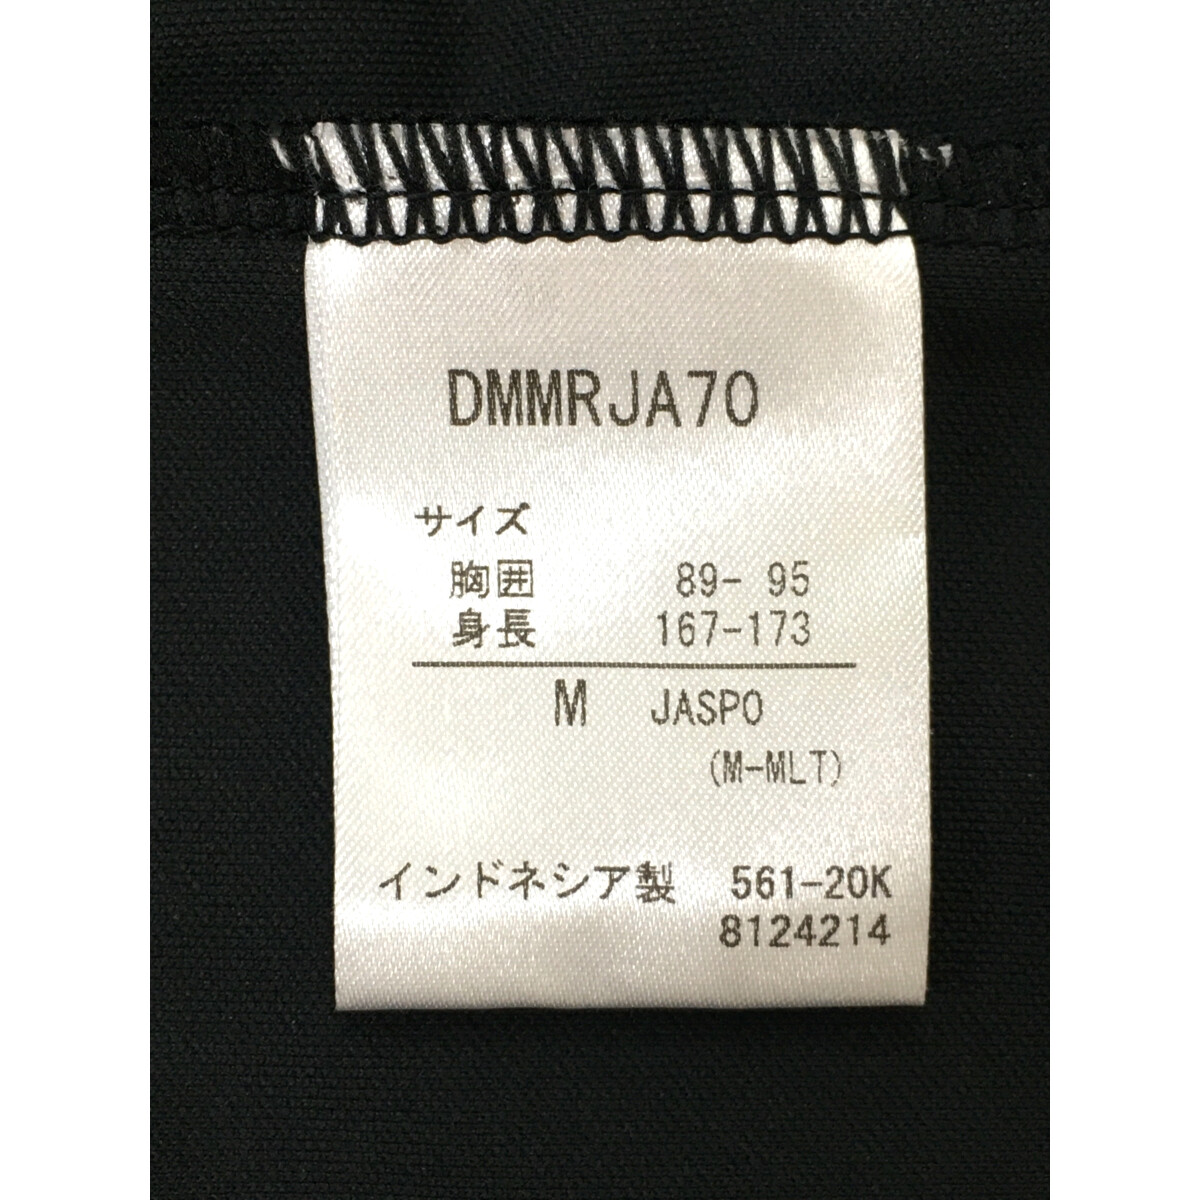 DMMRJA70
サイズ
胸囲 89- 95
身長 167-173
M JASPO
(M-MLT)
インドネシア製 561-20K
8124214